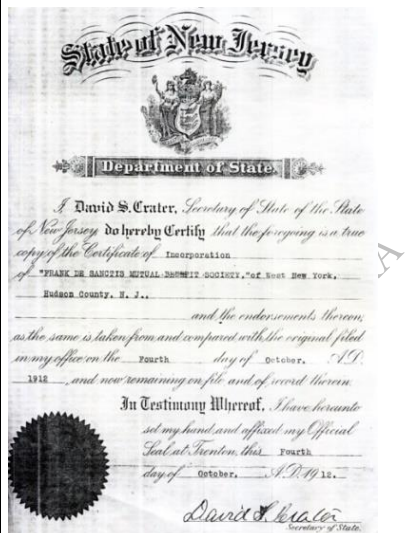 State of New Jersey
Department of State.
I, David S. Crater, Secretary of State of the State
of New Jersey do hereby Certify that the foregoing is a true
copy of the Certificate of Incorporation
of "FRANK DE SANCTIS MUTUAL BENEFIT SOCIETY," of West New York,
Hudson County, N. J.,
and the endorsements thereon,
as the same is taken from and compared with the original filed
in my office on the Fourth day of October, A.D.
1912, and now remaining on file and of record therein.
In Testimony Whereof, I have hereunto
set my hand and affixed my Official
Seal at Trenton, this Fourth
day of October, A.D. 1912.
David S. Crater
Secretary of State.
A